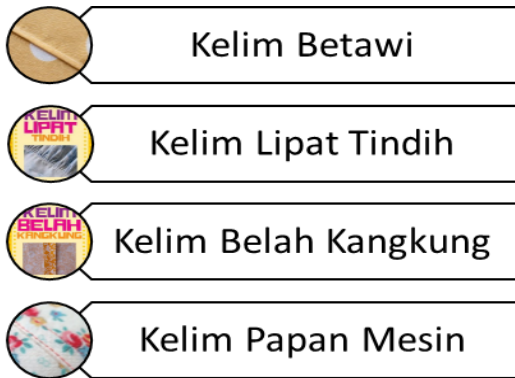 Kelim Betawi
KELIM
LIPAT
TINDIH
Kelim Lipat Tindih
KELIM
BELAH
KANGKUNG
Kelim Belah Kangkung
Kelim Papan Mesin